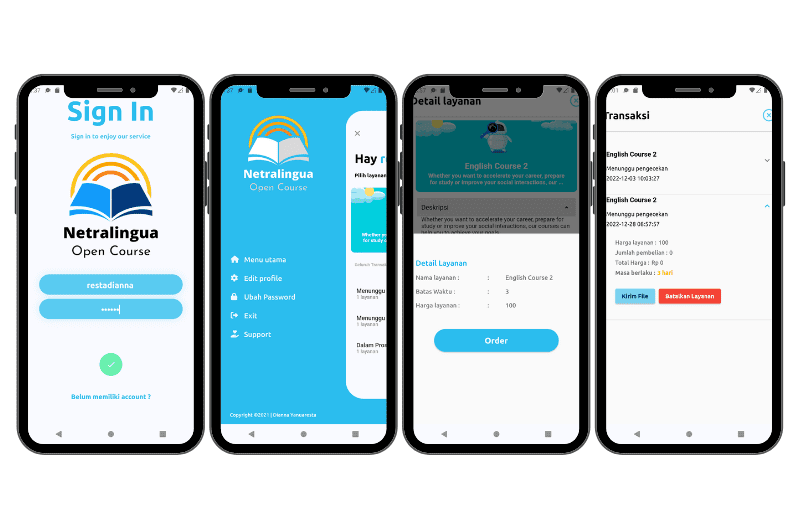 Sign In
Sign in to enjoy our service
Netralingua
Open Course
restadianna
Belum memiliki account ?
Netralingua
Open Course
Menu utama
Edit profile
Ubah Password
Exit
Support
Copyright ©2021 | Dianna Yanuaresta
Hay
Pilih layanan
Menunggu
1 layanan
Menunggu
1 layanan
Dalam Pros
1 layanan
Detail layanan
English Course 2
Whether you want to accelerate your career, prepare
for study or improve your social interactions, our ...
Deskripsi
Whether you want to accelerate your career, prepare for
study or improve your social interactions, our courses can
help you to achieve your goals.
Detail Layanan
Nama layanan : : English Course 2
Batas Waktu : : 3
Harga layanan : : 100
Order
Transaksi
English Course 2
Menunggu pengecekan
2022-12-03 10:03:27
English Course 2
Menunggu pengecekan
2022-12-28 06:57:57
Harga layanan : 100
Jumlah pembelian : 0
Total Harga : Rp 0
Masa berlaku : 3 hari
Kirim File
Batalkan Layanan